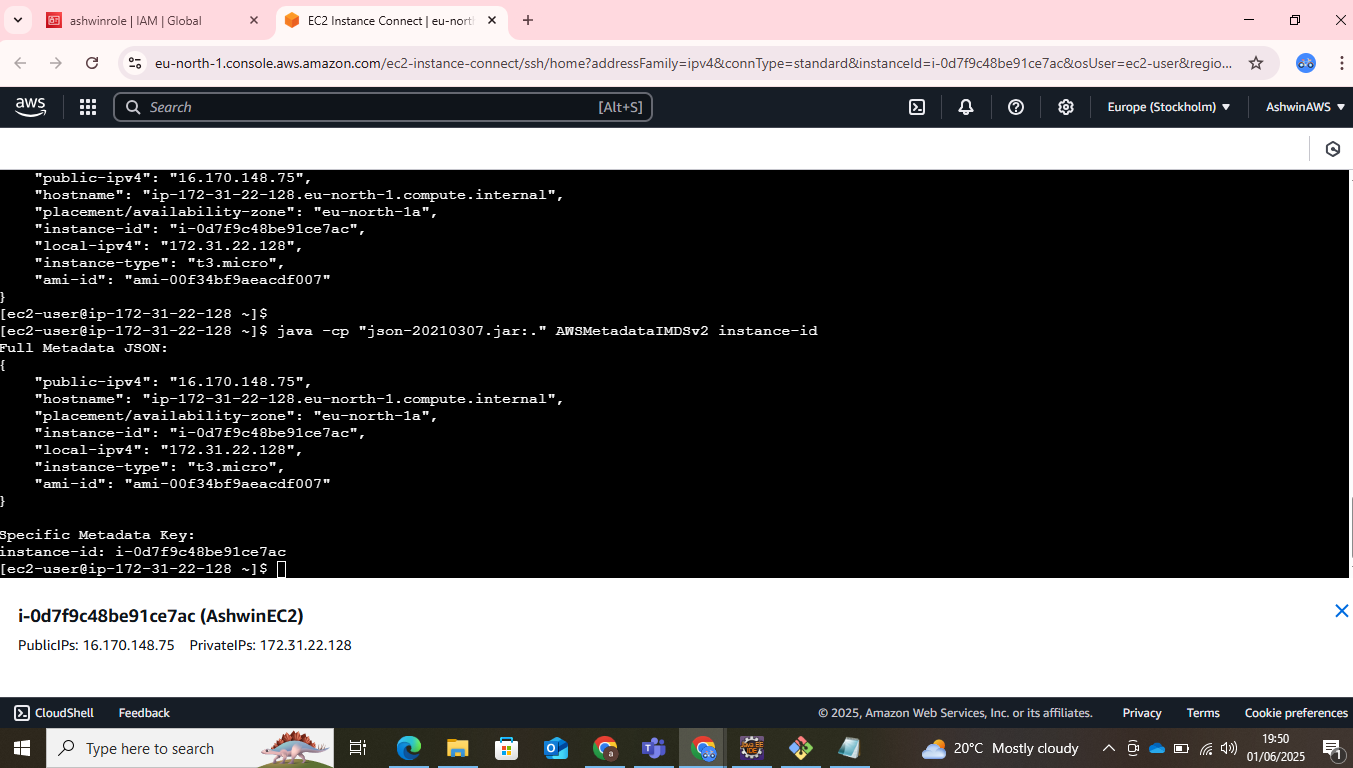 ashwinrole | IAM | Global
EC2 Instance Connect | eu-nort
eu-north-1.console.aws.amazon.com/ec2-instance-connect/ssh/home?addressFamily=ipv4&connType=standard&instanceId=i-0d7f9c48be91ce7ac&osUser=ec2-user&regio...
aws
Search
[Alt+S]
Europe (Stockholm)
AshwinAWS
"public-ipv4": "16.170.148.75",
"hostname": "ip-172-31-22-128.eu-north-1.compute.internal",
"placement/availability-zone": "eu-north-1a",
"instance-id": "i-0d7f9c48be91ce7ac",
"local-ipv4": "172.31.22.128",
"instance-type": "t3.micro",
"ami-id": "ami-00f34bf9aeacdf007"
}
[ec2-user@ip-172-31-22-128 ~]$
[ec2-user@ip-172-31-22-128 ~]$ java -cp "json-20210307.jar:." AWSMetadataIMDSv2 instance-id
Full Metadata JSON:
{
"public-ipv4": "16.170.148.75",
"hostname": "ip-172-31-22-128.eu-north-1.compute.internal",
"placement/availability-zone": "eu-north-1a",
"instance-id": "i-0d7f9c48be91ce7ac",
"local-ipv4": "172.31.22.128",
"instance-type": "t3.micro",
"ami-id": "ami-00f34bf9aeacdf007"
}
Specific Metadata Key:
instance-id: i-0d7f9c48be91ce7ac
[ec2-user@ip-172-31-22-128 ~]$
i-0d7f9c48be91ce7ac (AshwinEC2)
PublicIPs: 16.170.148.75 PrivateIPs: 172.31.22.128
CloudShell
Feedback
© 2025, Amazon Web Services, Inc. or its affiliates.
Privacy
Terms
Cookie preferences
Type here to search
20°C Mostly cloudy
19:50
01/06/2025
1